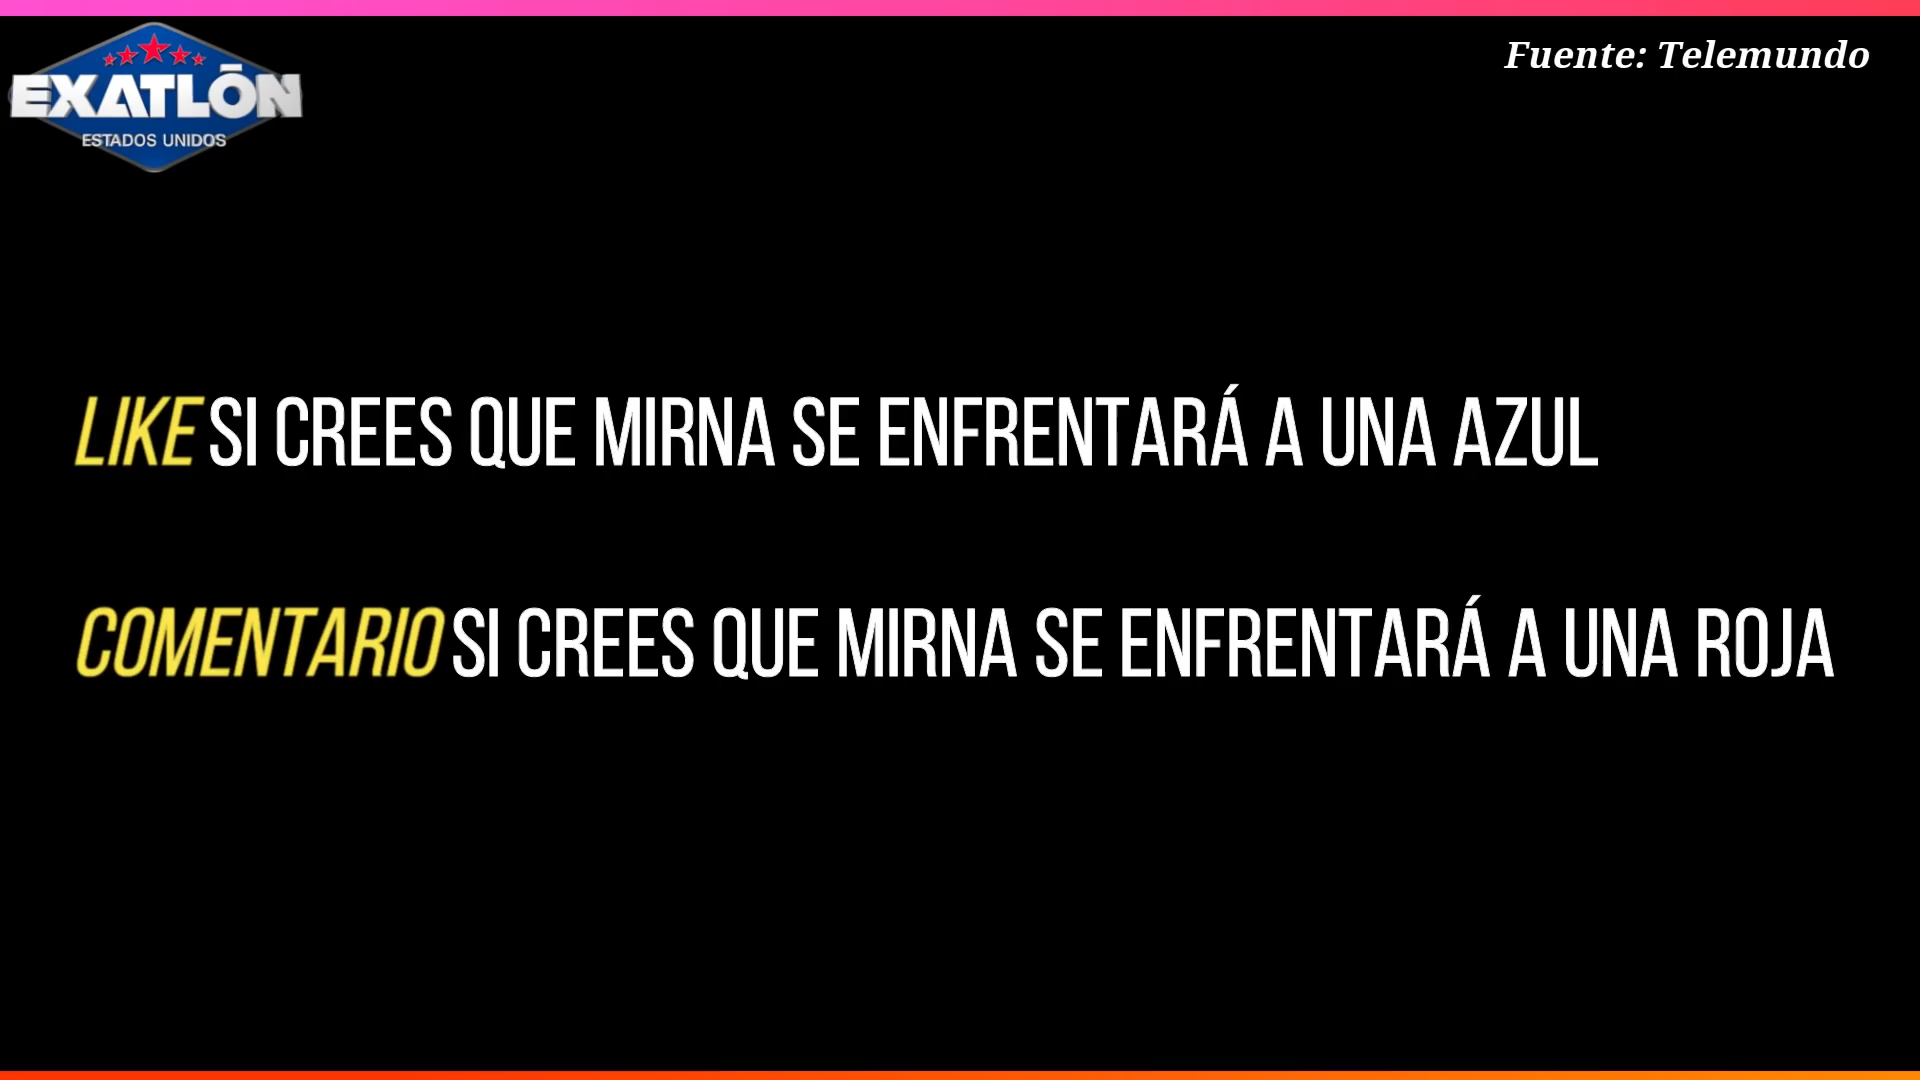 EXATLŌN
ESTADOS UNIDOS
Fuente: Telemundo
LIKE SI CREES QUE MIRNA SE ENFRENTARÁ A UNA AZUL
COMENTARIO SI CREES QUE MIRNA SE ENFRENTARÁ A UNA ROJA